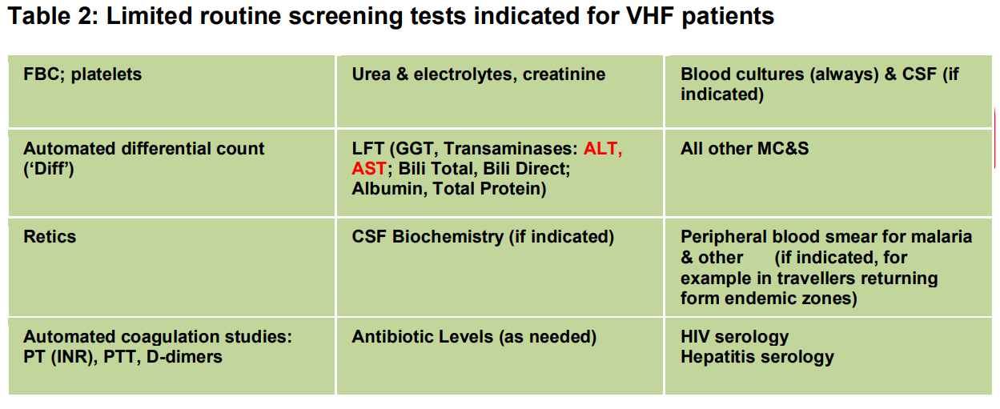 Table 2: Limited routine screening tests indicated for VHF patients
FBC; platelets
Urea & electrolytes, creatinine
Blood cultures (always) & CSF (if
indicated)
Automated differential count
(‘Diff’)
LFT (GGT, Transaminases: ALT,
AST; Bili Total, Bili Direct;
Albumin, Total Protein)
All other MC&S
Retics
CSF Biochemistry (if indicated)
Peripheral blood smear for malaria
& other (if indicated, for
example in travellers returning
form endemic zones)
Automated coagulation studies:
PT (INR), PTT, D-dimers
Antibiotic Levels (as needed)
HIV serology
Hepatitis serology